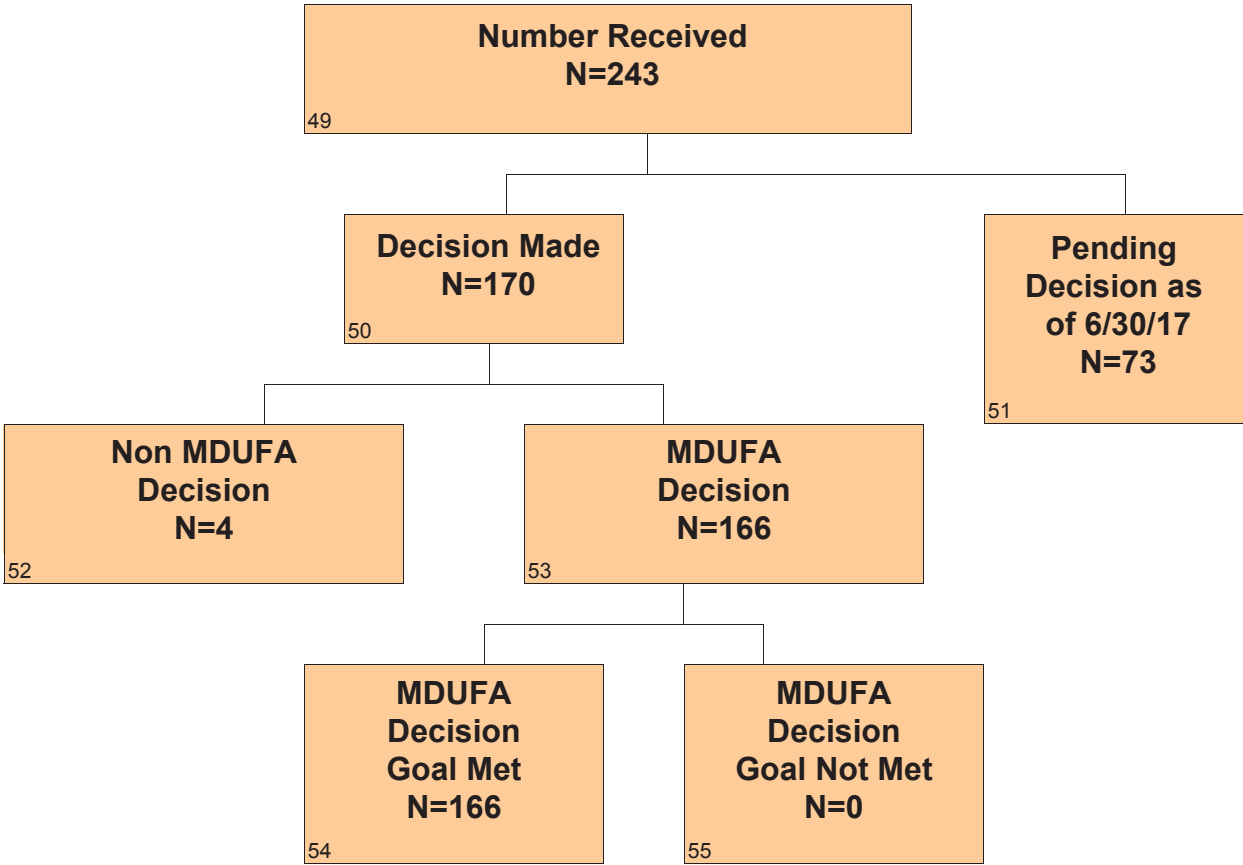 Number Received
N=243
49
Decision Made
N=170
50
Pending
Decision as
of 6/30/17
N=73
51
Non MDUFA
Decision
N=4
52
MDUFA
Decision
N=166
53
MDUFA
Decision
Goal Met
N=166
54
MDUFA
Decision
Goal Not Met
N=0
55